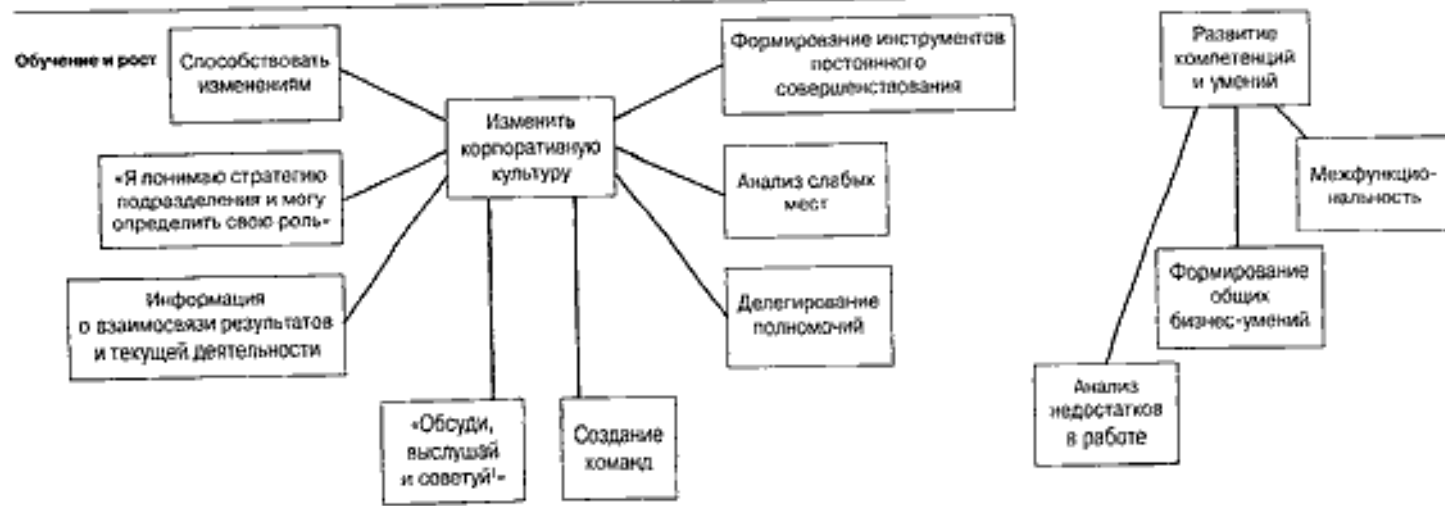 Обучение и рост
Способствовать
изменениям
Формирование инструментов
постоянного
совершенствования
Развитие
компетенций
и умений
Изменить
корпоративную
культуру
Межфункцио-
нальность
«Я понимаю стратегию
подразделения и могу
определить свою роль»
Анализ слабых
мест
Формирование
общих
бизнес-умений
Информация
о взаимосвязи результатов
и текущей деятельности
Делегирование
полномочий
Анализ
недостатков
в работе
«Обсуди,
выслушай
и советуй!»
Создание
команд